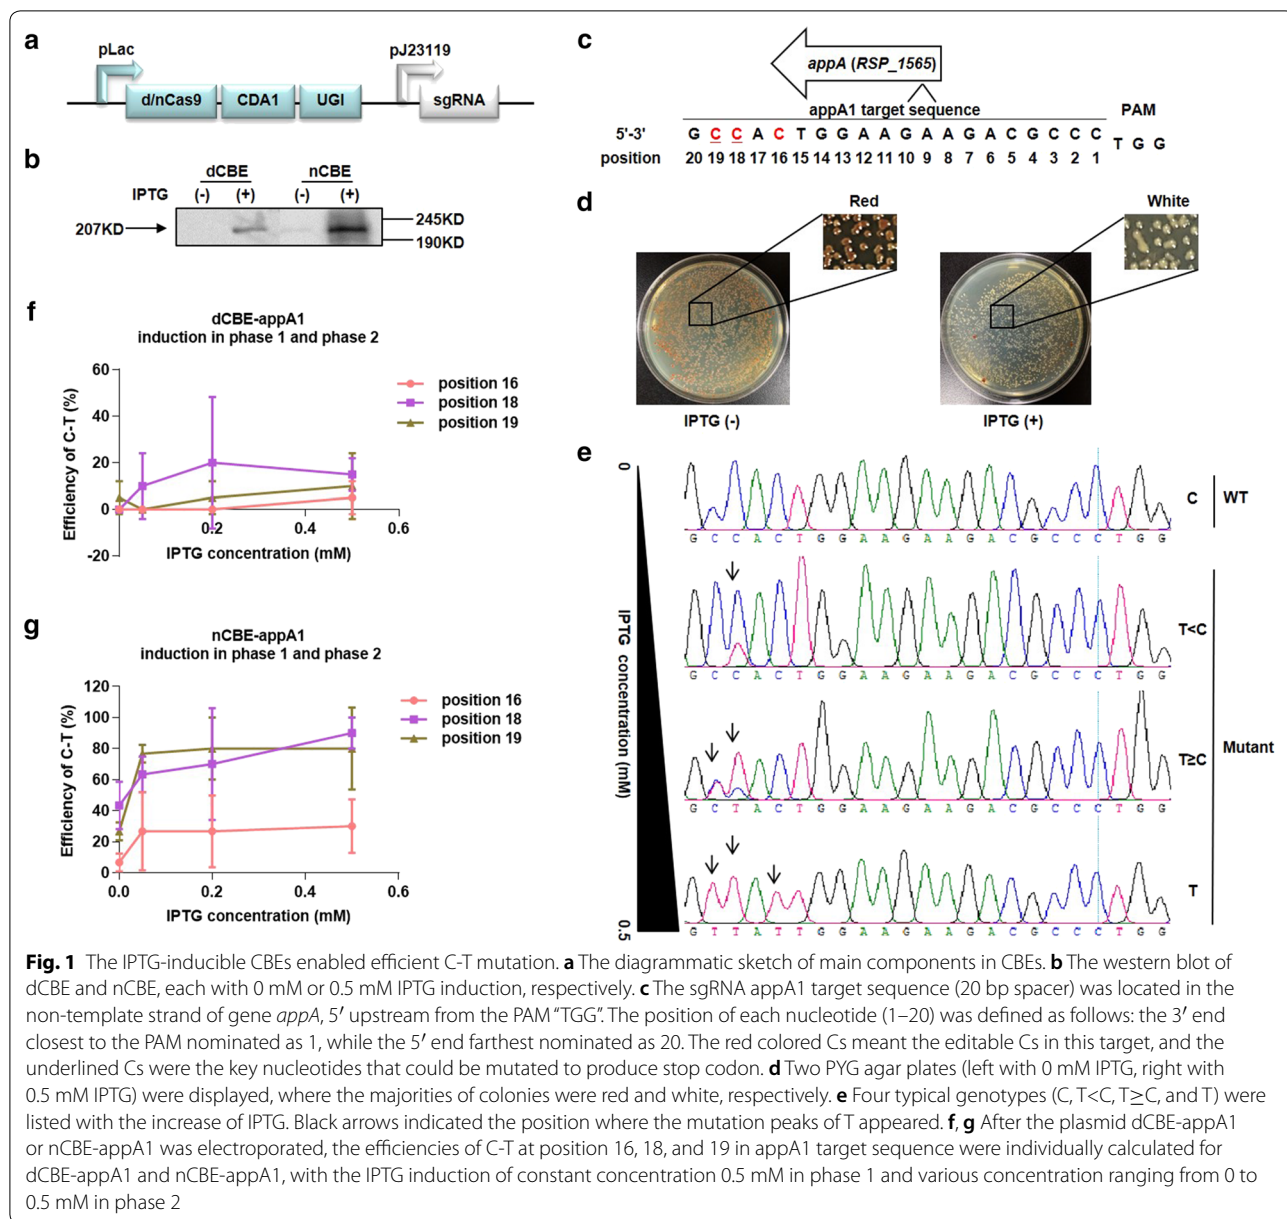 a
pLac
pJ23119
d/nCas9 CDA1 UGI sgRNA
b
dCBE nCBE
IPTG (-) (+) (-) (+)
207KD
245KD
190KD
c
appA (RSP_1565)
appA1 target sequence PAM
5'-3' G C C A C T G G A A G A A G A C G C C C T G G
position 20 19 18 17 16 15 14 13 12 11 10 9 8 7 6 5 4 3 2 1
d
Red White
IPTG (-) IPTG (+)
e
0
IPTG concentration (mM)
0.5
G C C A C T G G A A G A A G A C G C C C T G G
C WT
G C C A C T G G A A G A A G A C G C C C T G G
T<C
G C T A C T G G A A G A A G A C G C C C T G G
T≥C
Mutant
G T T A T T G G A A G A A G A C G C C C T G G
T
f
dCBE-appA1
induction in phase 1 and phase 2
Efficiency of C-T (%)
60
40
20
0
-20
0.2 0.4 0.6
IPTG concentration (mM)
position 16
position 18
position 19
g
nCBE-appA1
induction in phase 1 and phase 2
Efficiency of C-T (%)
120
100
80
60
40
20
0
0.0 0.2 0.4 0.6
IPTG concentration (mM)
position 16
position 18
position 19
Fig. 1 The IPTG-inducible CBEs enabled efficient C-T mutation. a The diagrammatic sketch of main components in CBEs. b The western blot of
dCBE and nCBE, each with 0 mM or 0.5 mM IPTG induction, respectively. c The sgRNA appA1 target sequence (20 bp spacer) was located in the
non-template strand of gene appA, 5′ upstream from the PAM “TGG”. The position of each nucleotide (1–20) was defined as follows: the 3′ end
closest to the PAM nominated as 1, while the 5′ end farthest nominated as 20. The red colored Cs meant the editable Cs in this target, and the
underlined Cs were the key nucleotides that could be mutated to produce stop codon. d Two PYG agar plates (left with 0 mM IPTG, right with
0.5 mM IPTG) were displayed, where the majorities of colonies were red and white, respectively. e Four typical genotypes (C, T<C, T≥C, and T) were
listed with the increase of IPTG. Black arrows indicated the position where the mutation peaks of T appeared. f, g After the plasmid dCBE-appA1
or nCBE-appA1 was electroporated, the efficiencies of C-T at position 16, 18, and 19 in appA1 target sequence were individually calculated for
dCBE-appA1 and nCBE-appA1, with the IPTG induction of constant concentration 0.5 mM in phase 1 and various concentration ranging from 0 to
0.5 mM in phase 2